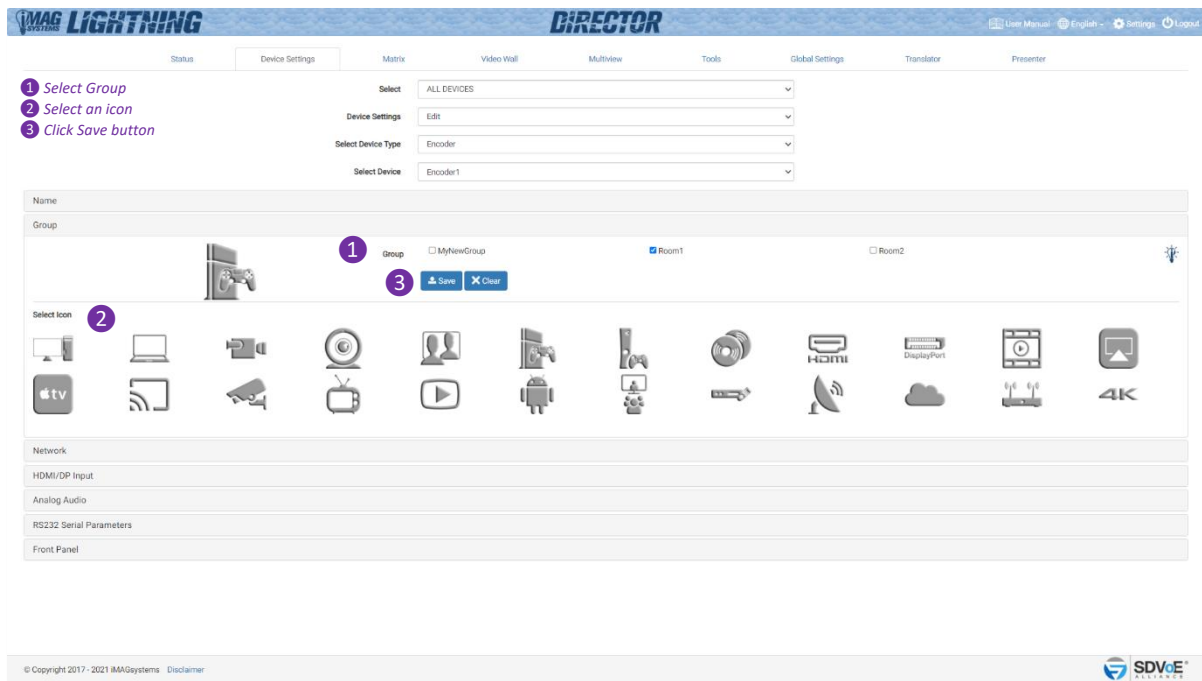 iMAG SYSTEMS LIGHTNING DiRECTOR User Manual English Settings Logout
Status Device Settings Matrix Video Wall Multiview Tools Global Settings Translator Presenter
1 Select Group
2 Select an icon
3 Click Save button
Select ALL DEVICES
Device Settings Edit
Select Device Type Encoder
Select Device Encoder1
Name
Group
1 Group MyNewGroup Room1 Room2
3 Save Clear
Select Icon 2
HDMI DisplayPort
tv 4K
Network
HDMI/DP Input
Analog Audio
RS232 Serial Parameters
Front Panel
© Copyright 2017 - 2021 iMAGsystems Disclaimer
SDVoE
ALLIANCE